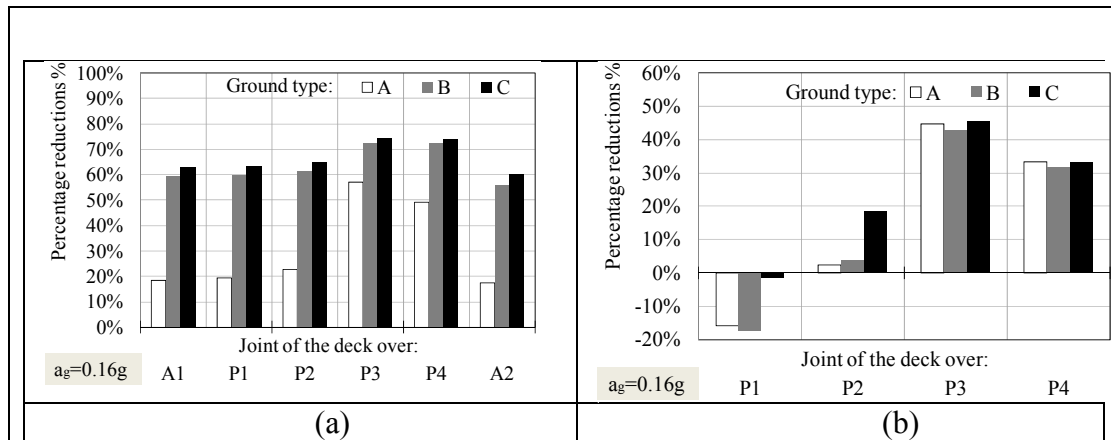 100%
90%
80%
70%
60%
50%
40%
30%
20%
10%
0%
Percentage reductions %
Ground type: A B C
Joint of the deck over:
ag=0.16g A1 P1 P2 P3 P4 A2
(a)
60%
50%
40%
30%
20%
10%
0%
-10%
-20%
Percentage reductions %
Ground type: A B C
Joint of the deck over:
ag=0.16g P1 P2 P3 P4
(b)